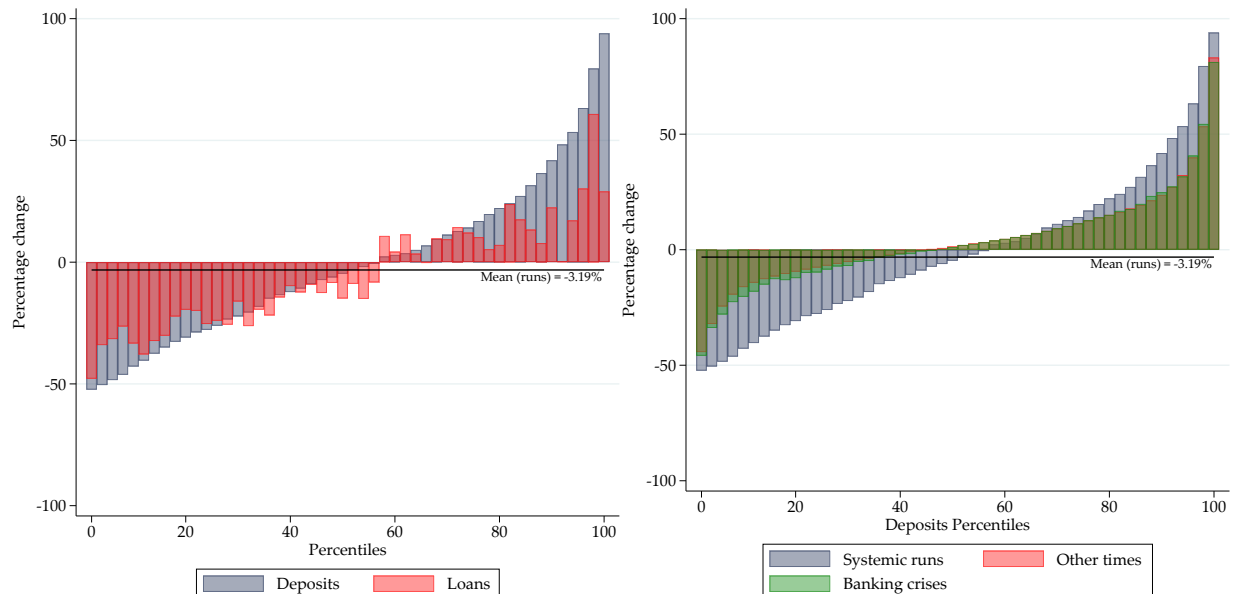 100
50
0
-50
-100
Percentage change
Mean (runs) = -3.19%
0 20 40 60 80 100
Percentiles
Deposits Loans
100
50
0
-50
-100
Percentage change
Mean (runs) = -3.19%
0 20 40 60 80 100
Deposits Percentiles
Systemic runs Other times
Banking crises